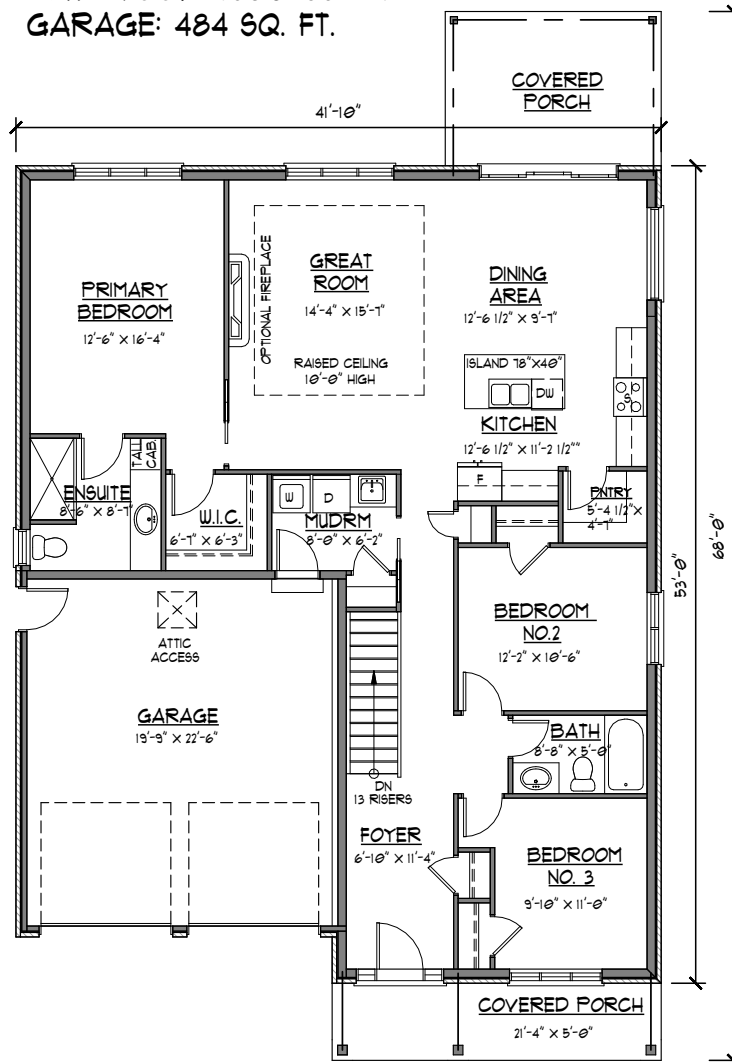 GARAGE: 484 SQ. FT.
COVERED
PORCH
41'-10"
PRIMARY
BEDROOM
12'-6" X 16'-4"
OPTIONAL FIREPLACE
GREAT
ROOM
14'-4" X 15'-7"
RAISED CEILING
10'-0" HIGH
DINING
AREA
12'-6 1/2" X 9'-7"
ISLAND 78"X40"
DW
S
KITCHEN
12'-6 1/2" X 11'-2 1/2""
F
PNTRY
5'-4 1/2"X
4'-7"
TALL
CAB.
ENSUITE
8'-6" X 8'-7"
W.I.C.
6'-7" X 6'-3"
W
D
MUDRM
8'-0" X 6'-2"
53'-0"
68'-0"
ATTIC
ACCESS
BEDROOM
NO.2
12'-2" X 10'-6"
GARAGE
19'-9" X 22'-6"
BATH
8'-8" X 5'-0"
DN
13 RISERS
FOYER
6'-10" X 11'-4"
BEDROOM
NO. 3
9'-10" X 11'-0"
COVERED PORCH
21'-4" X 5'-0"